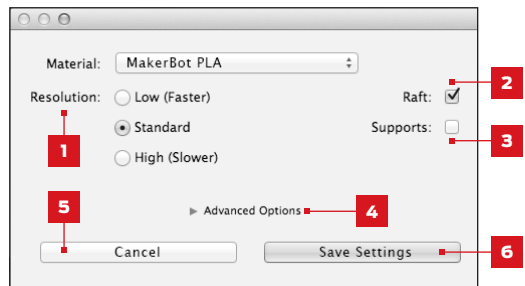 Material: MakerBot PLA
Resolution: Low (Faster) Raft: 2
1 Standard Supports: 3
High (Slower)
5 Advanced Options 4
Cancel Save Settings 6